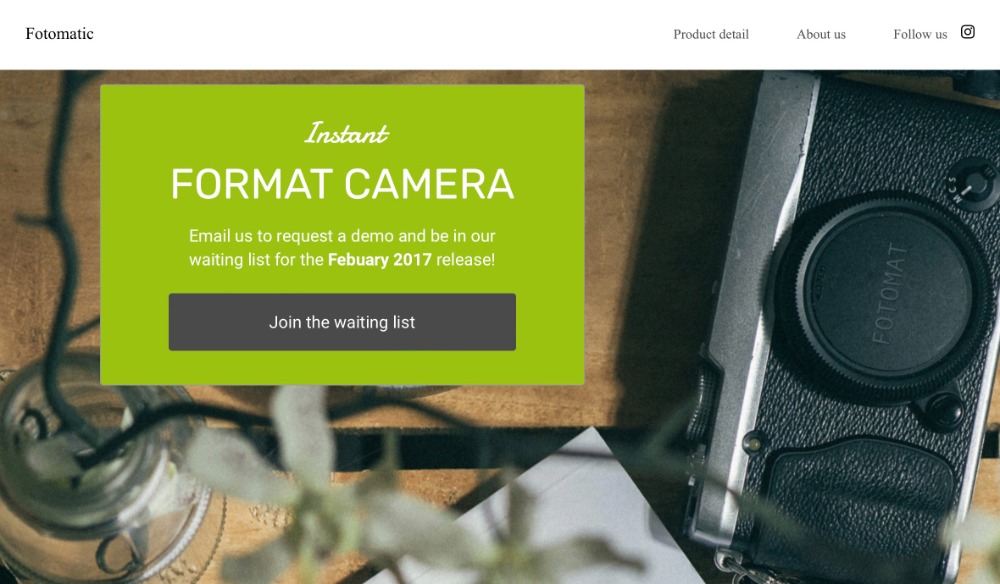 Fotomatic
Product detail
About us
Follow us
Instant
FORMAT CAMERA
Email us to request a demo and be in our
waiting list for the Febuary 2017 release!
Join the waiting list
FOTOMAT